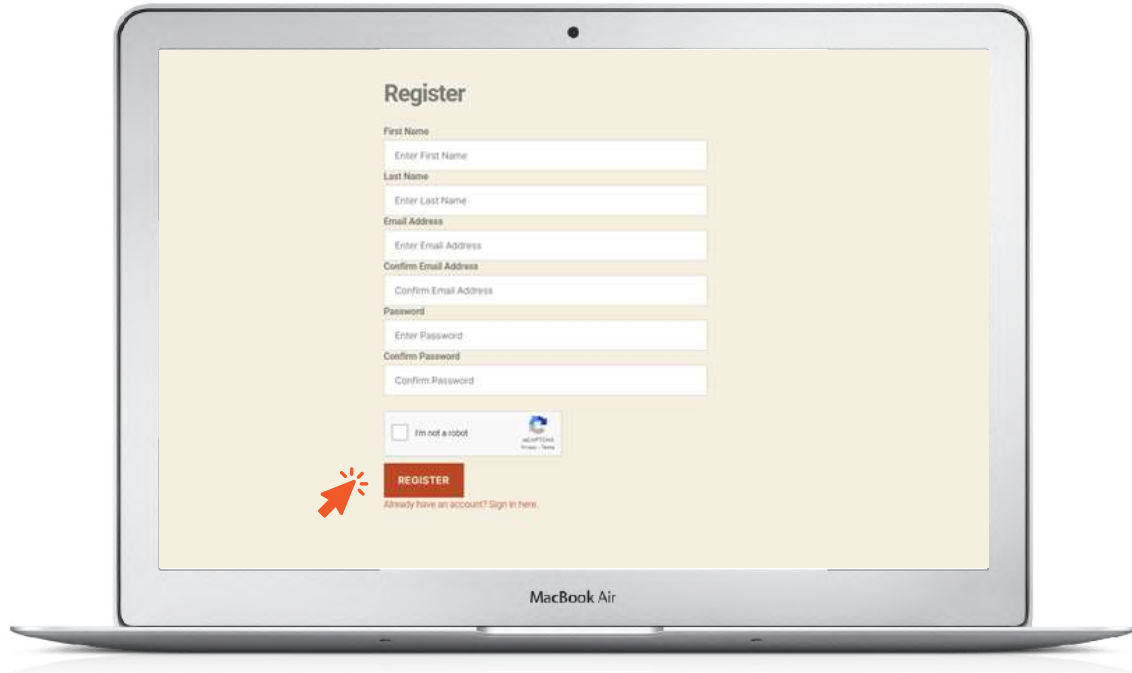 Register
First Name
Enter First Name
Last Name
Enter Last Name
Email Address
Enter Email Address
Confirm Email Address
Confirm Email Address
Password
Enter Password
Confirm Password
Confirm Password
I'm not a robot
reCAPTCHA
Privacy - Terms
REGISTER
Already have an account? Sign in here.
MacBook Air